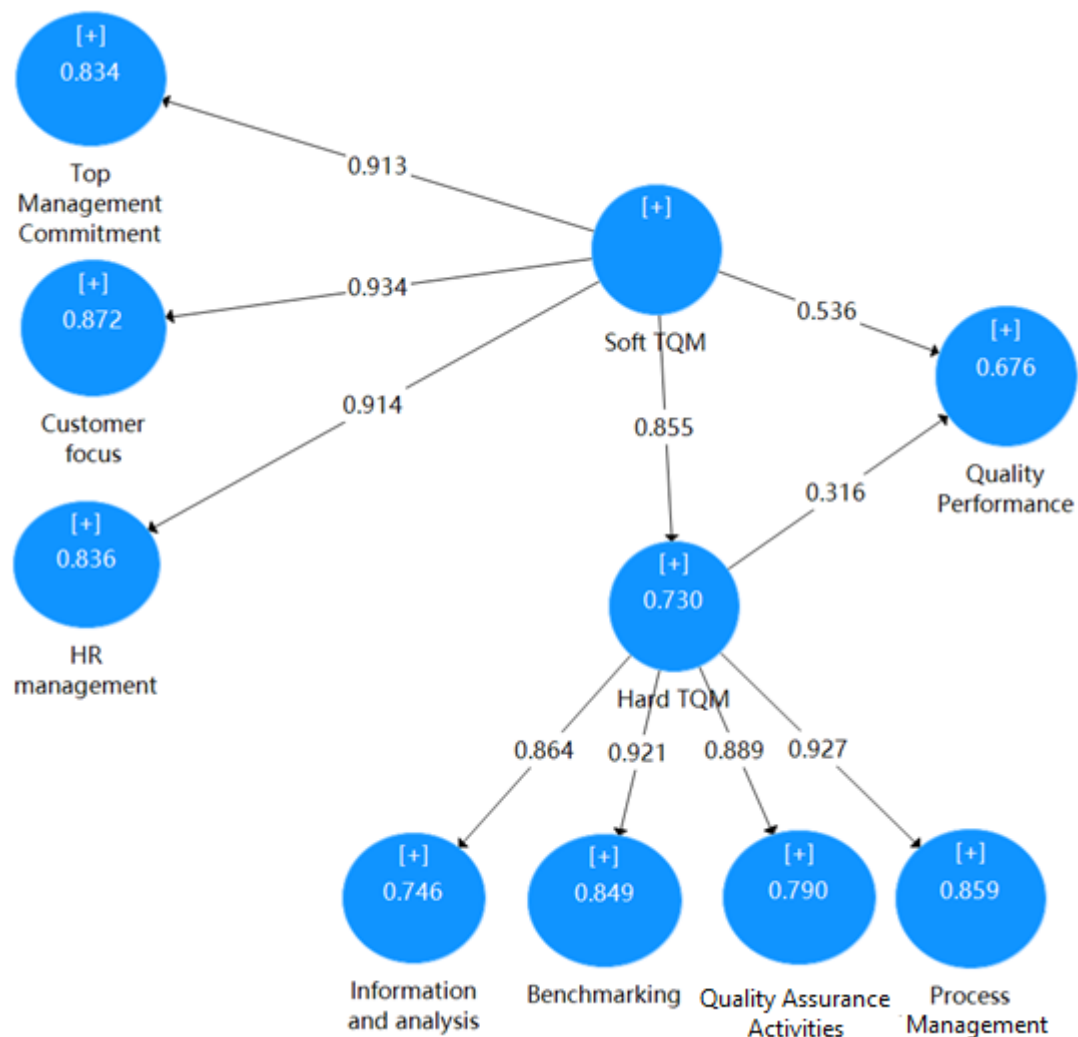 [+]
0.834
Top
Management
Commitment
0.913
[+]
Soft TQM
[+]
0.872
Customer
focus
0.934
0.536
[+]
0.676
Quality
Performance
0.914
0.855
[+]
0.836
HR
management
0.316
[+]
0.730
Hard TQM
0.864
0.921
0.889
0.927
[+]
0.746
Information
and analysis
[+]
0.849
Benchmarking
[+]
0.790
Quality Assurance
Activities
[+]
0.859
Process
Management